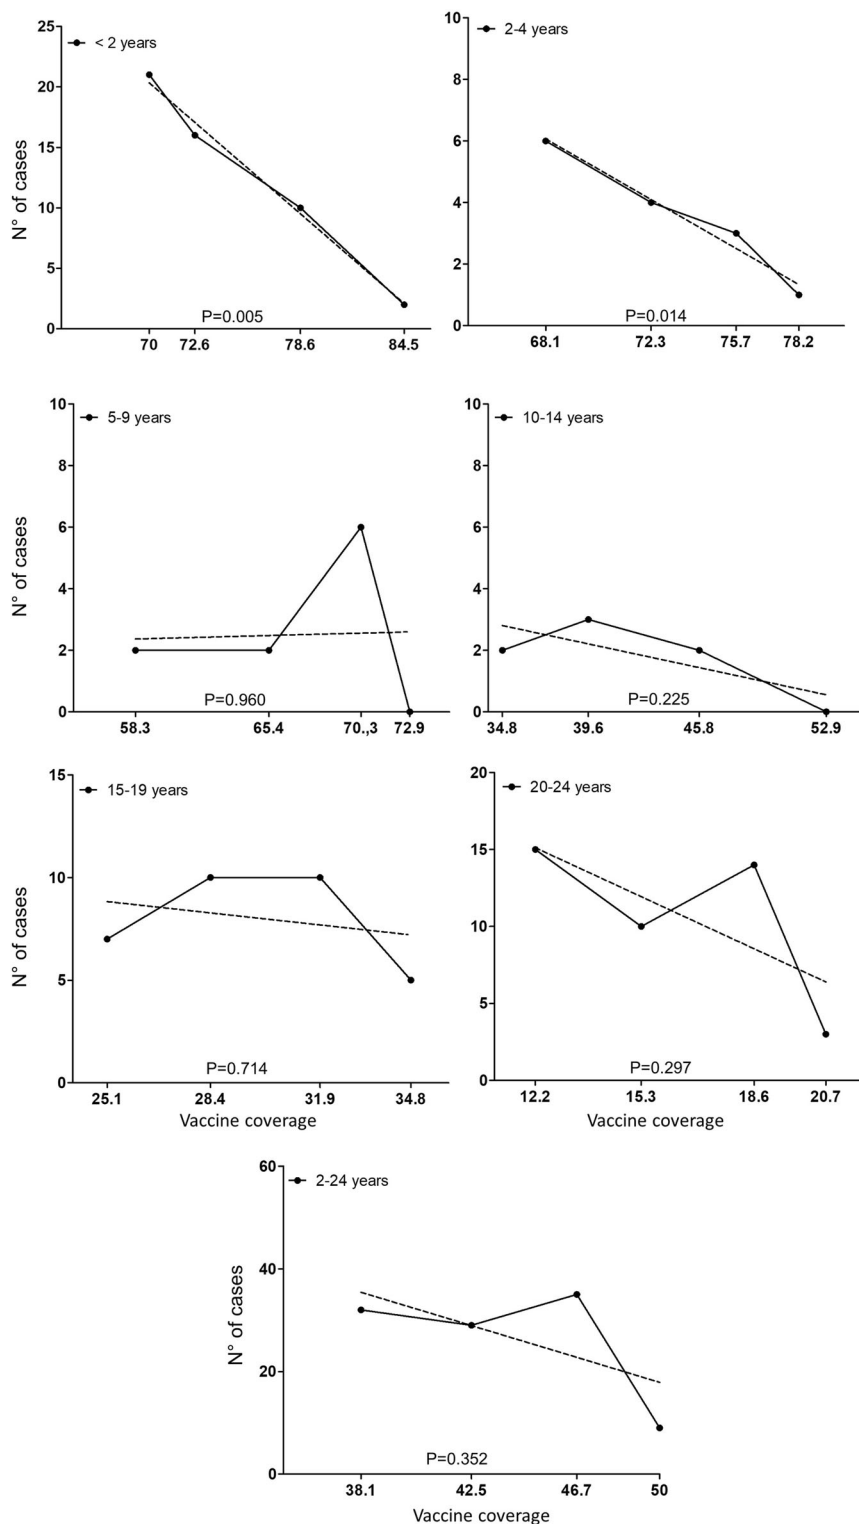 < 2 years
N° of cases
25
20
15
10
5
0
P=0.005
70 72.6 78.6 84.5
2-4 years
10
8
6
4
2
0
P=0.014
68.1 72.3 75.7 78.2
5-9 years
N° of cases
10
8
6
4
2
0
P=0.960
58.3 65.4 70.,3 72.9
10-14 years
10
8
6
4
2
0
P=0.225
34.8 39.6 45.8 52.9
15-19 years
N° of cases
15
10
5
0
P=0.714
25.1 28.4 31.9 34.8
Vaccine coverage
20-24 years
20
15
10
5
0
P=0.297
12.2 15.3 18.6 20.7
Vaccine coverage
2-24 years
N° of cases
60
40
20
0
P=0.352
38.1 42.5 46.7 50
Vaccine coverage